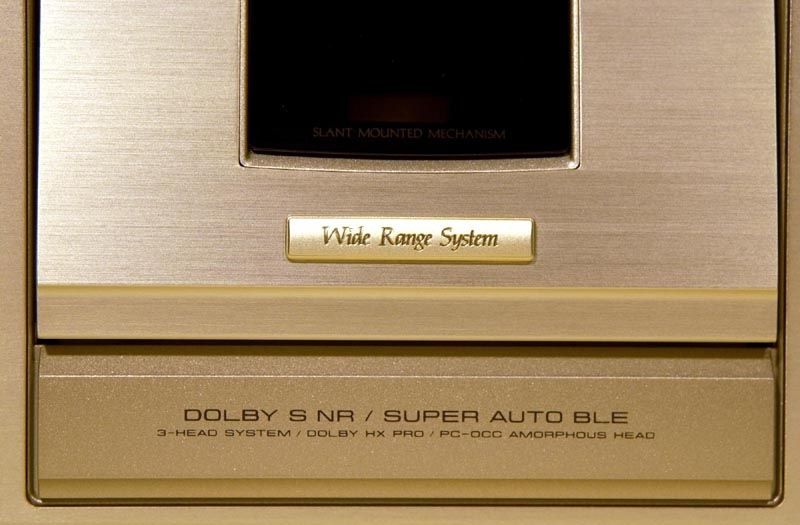 SLANT MOUNTED MECHANISM
Wide Range System
DOLBY S NR / SUPER AUTO BLE
3-HEAD SYSTEM / DOLBY HX PRO / PC-OCC AMORPHOUS HEAD